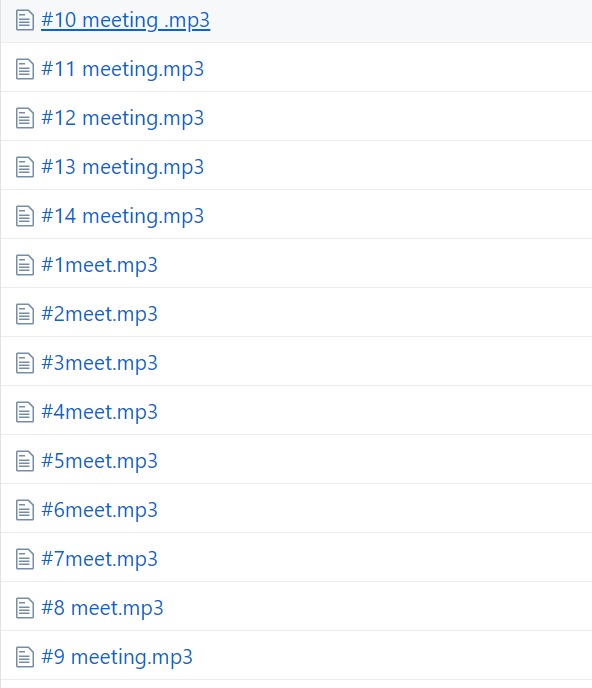 #10 meeting .mp3
#11 meeting.mp3
#12 meeting.mp3
#13 meeting.mp3
#14 meeting.mp3
#1meet.mp3
#2meet.mp3
#3meet.mp3
#4meet.mp3
#5meet.mp3
#6meet.mp3
#7meet.mp3
#8 meet.mp3
#9 meeting.mp3